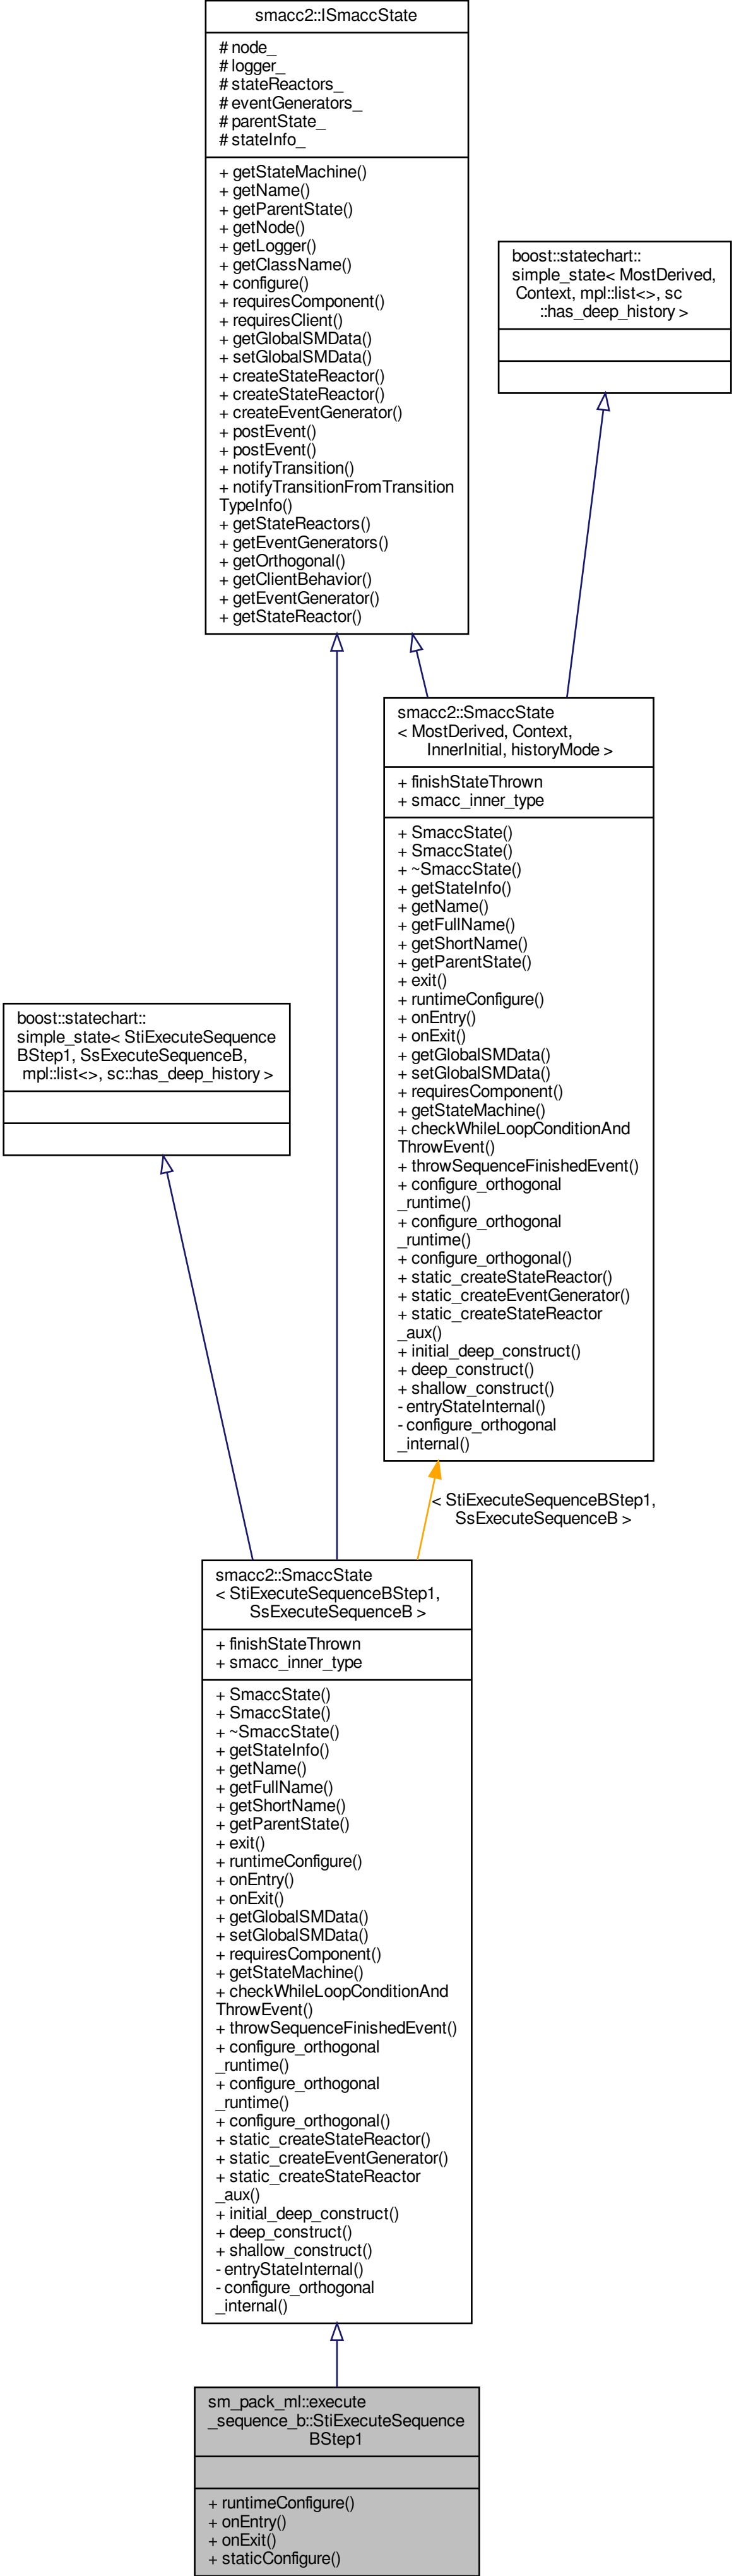 smacc2::ISmaccState
# node_
# logger_
# stateReactors_
# eventGenerators_
# parentState_
# stateInfo_
+ getStateMachine()
+ getName()
+ getParentState()
+ getNode()
+ getLogger()
+ getClassName()
+ configure()
+ requiresComponent()
+ requiresClient()
+ getGlobalSMData()
+ setGlobalSMData()
+ createStateReactor()
+ createStateReactor()
+ createEventGenerator()
+ postEvent()
+ postEvent()
+ notifyTransition()
+ notifyTransitionFromTransition
TypeInfo()
+ getStateReactors()
+ getEventGenerators()
+ getOrthogonal()
+ getClientBehavior()
+ getEventGenerator()
+ getStateReactor()
boost::statechart::
simple_state< MostDerived,
Context, mpl::list<>, sc
::has_deep_history >
smacc2::SmaccState
< MostDerived, Context,
InnerInitial, historyMode >
+ finishStateThrown
+ smacc_inner_type
+ SmaccState()
+ SmaccState()
+ ~SmaccState()
+ getStateInfo()
+ getName()
+ getFullName()
+ getShortName()
+ getParentState()
+ exit()
+ runtimeConfigure()
+ onEntry()
+ onExit()
+ getGlobalSMData()
+ setGlobalSMData()
+ requiresComponent()
+ getStateMachine()
+ checkWhileLoopConditionAnd
ThrowEvent()
+ throwSequenceFinishedEvent()
+ configure_orthogonal
_runtime()
+ configure_orthogonal
_runtime()
+ configure_orthogonal()
+ static_createStateReactor()
+ static_createEventGenerator()
+ static_createStateReactor
_aux()
+ initial_deep_construct()
+ deep_construct()
+ shallow_construct()
- entryStateInternal()
- configure_orthogonal
_internal()
boost::statechart::
simple_state< StiExecuteSequence
BStep1, SsExecuteSequenceB,
mpl::list<>, sc::has_deep_history >
< StiExecuteSequenceBStep1,
SsExecuteSequenceB >
smacc2::SmaccState
< StiExecuteSequenceBStep1,
SsExecuteSequenceB >
+ finishStateThrown
+ smacc_inner_type
+ SmaccState()
+ SmaccState()
+ ~SmaccState()
+ getStateInfo()
+ getName()
+ getFullName()
+ getShortName()
+ getParentState()
+ exit()
+ runtimeConfigure()
+ onEntry()
+ onExit()
+ getGlobalSMData()
+ setGlobalSMData()
+ requiresComponent()
+ getStateMachine()
+ checkWhileLoopConditionAnd
ThrowEvent()
+ throwSequenceFinishedEvent()
+ configure_orthogonal
_runtime()
+ configure_orthogonal
_runtime()
+ configure_orthogonal()
+ static_createStateReactor()
+ static_createEventGenerator()
+ static_createStateReactor
_aux()
+ initial_deep_construct()
+ deep_construct()
+ shallow_construct()
- entryStateInternal()
- configure_orthogonal
_internal()
sm_pack_ml::execute
_sequence_b::StiExecuteSequence
BStep1
+ runtimeConfigure()
+ onEntry()
+ onExit()
+ staticConfigure()